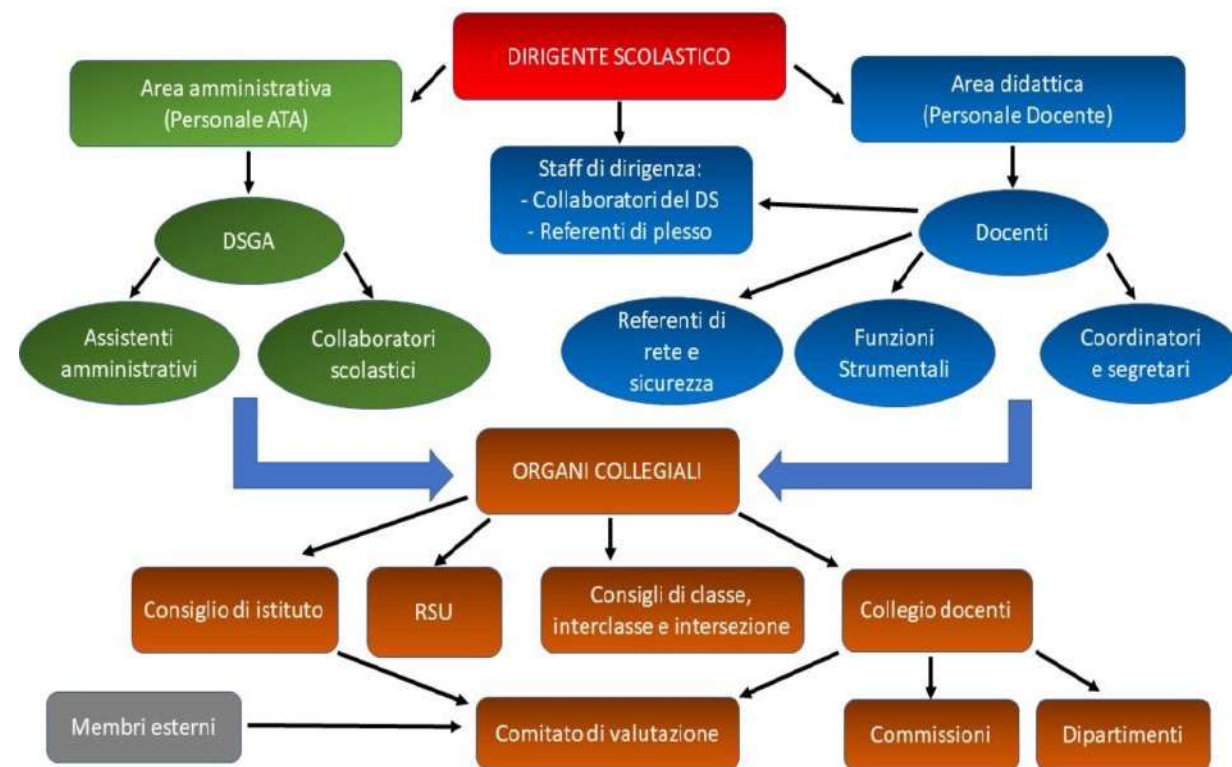 DIRIGENTE SCOLASTICO
Area amministrativa
(Personale ATA)
Area didattica
(Personale Docente)
Staff di dirigenza:
- Collaboratori del DS
- Referenti di plesso
DSGA
Docenti
Assistenti
amministrativi
Collaboratori
scolastici
Referenti di
rete e
sicurezza
Funzioni
Strumentali
Coordinatori
e segretari
ORGANI COLLEGIALI
Consiglio di istituto
RSU
Consigli di classe,
interclasse e intersezione
Collegio docenti
Membri esterni
Comitato di valutazione
Commissioni
Dipartimenti